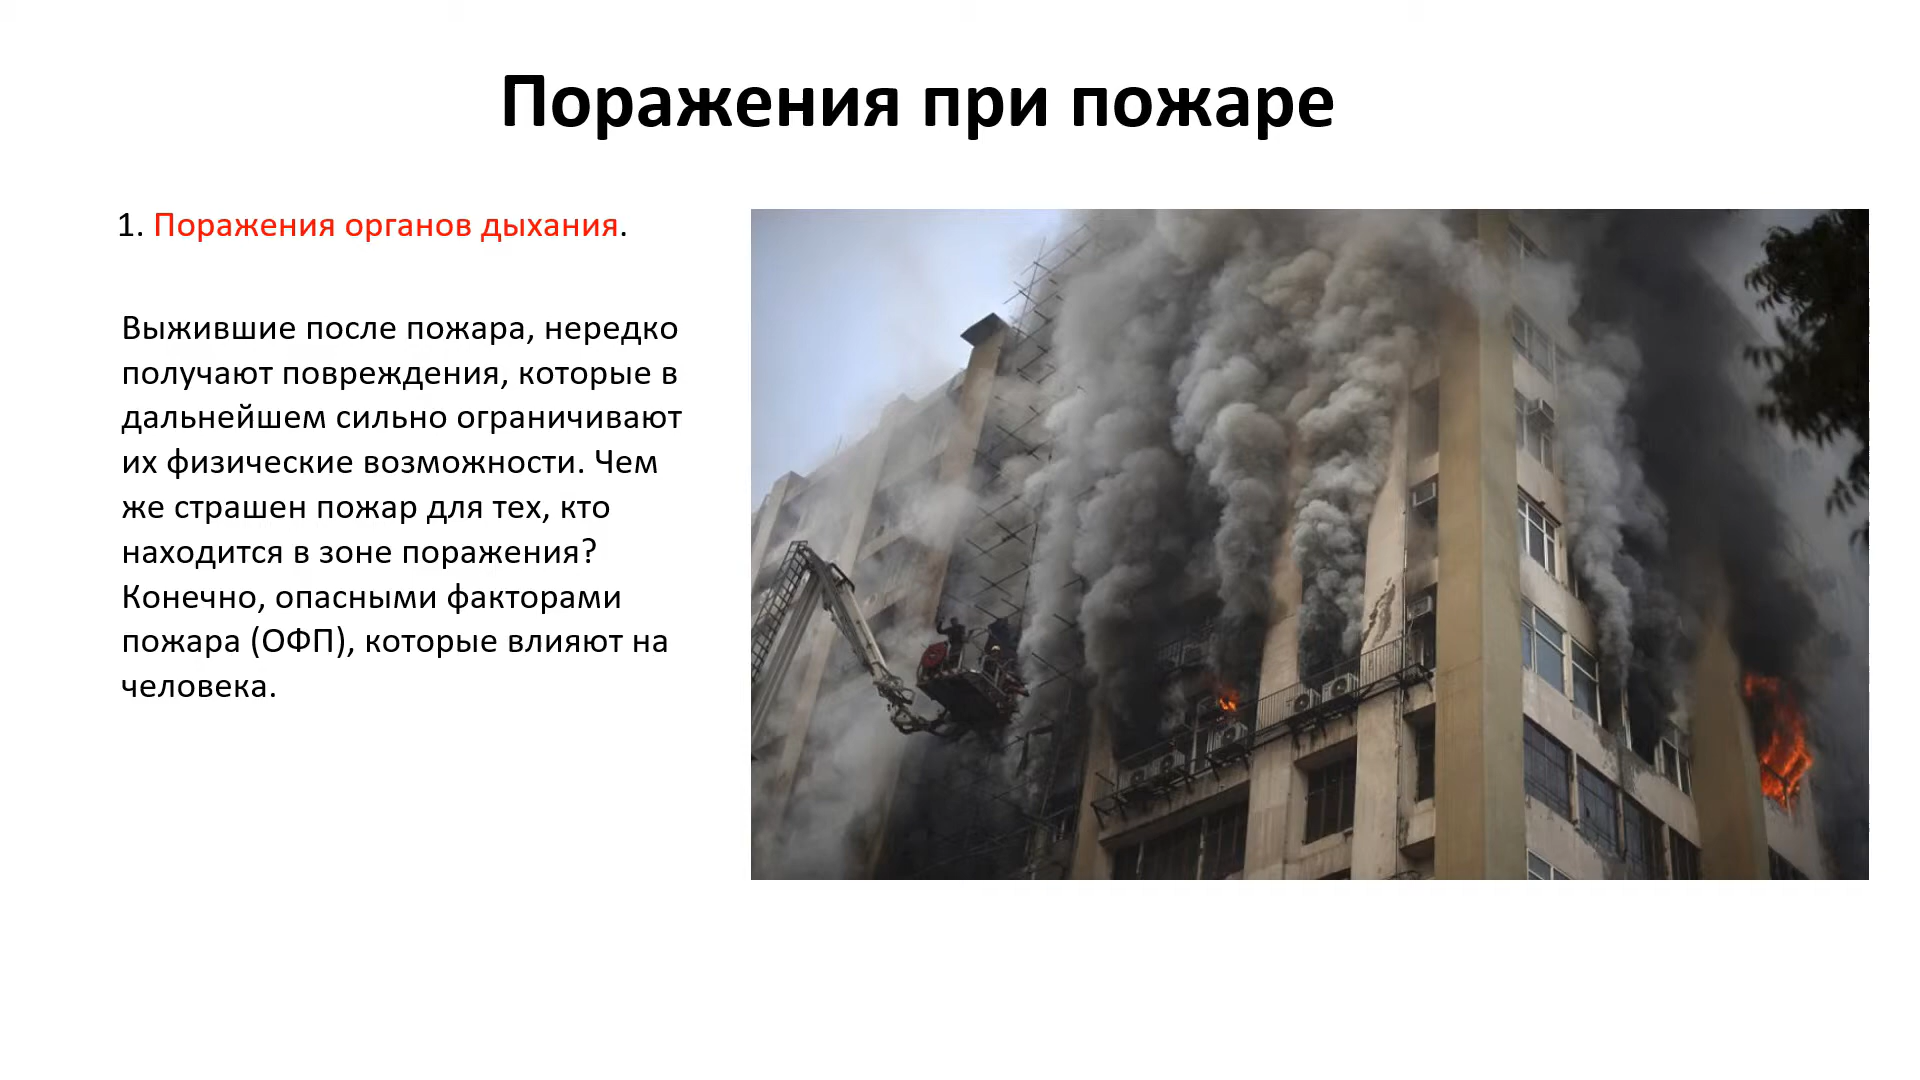 Поражения при пожаре
1. Поражения органов дыхания.
Выжившие после пожара, нередко
получают повреждения, которые в
дальнейшем сильно ограничивают
их физические возможности. Чем
же страшен пожар для тех, кто
находится в зоне поражения?
Конечно, опасными факторами
пожара (ОФП), которые влияют на
человека.